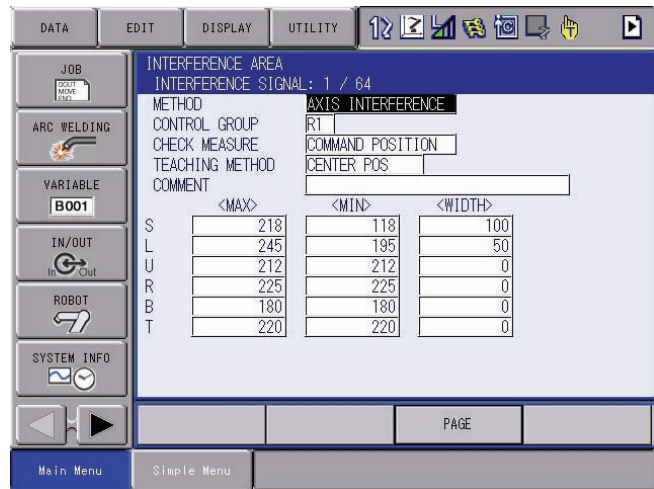 DATA EDIT DISPLAY UTILITY
JOB
DOUT
MOVE
END
ARC WELDING
VARIABLE
B001
IN/OUT
In Out
ROBOT
SYSTEM INFO
INTERFERENCE AREA
INTERFERENCE SIGNAL: 1 / 64
METHOD AXIS INTERFERENCE
CONTROL GROUP R1
CHECK MEASURE COMMAND POSITION
TEACHING METHOD CENTER POS
COMMENT
<MAX> <MIN> <WIDTH>
S 218 118 100
L 245 195 50
U 212 212 0
R 225 225 0
B 180 180 0
T 220 220 0
PAGE
Main Menu Simple Menu